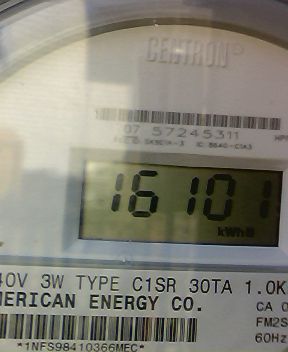 CENTRON®
07 57245311
16101
kWh
40V 3W TYPE C1SR 30TA 1.0K
MERICAN ENERGY CO.
CA 0
FM2S
60Hz
*1NFS98410366MEC*